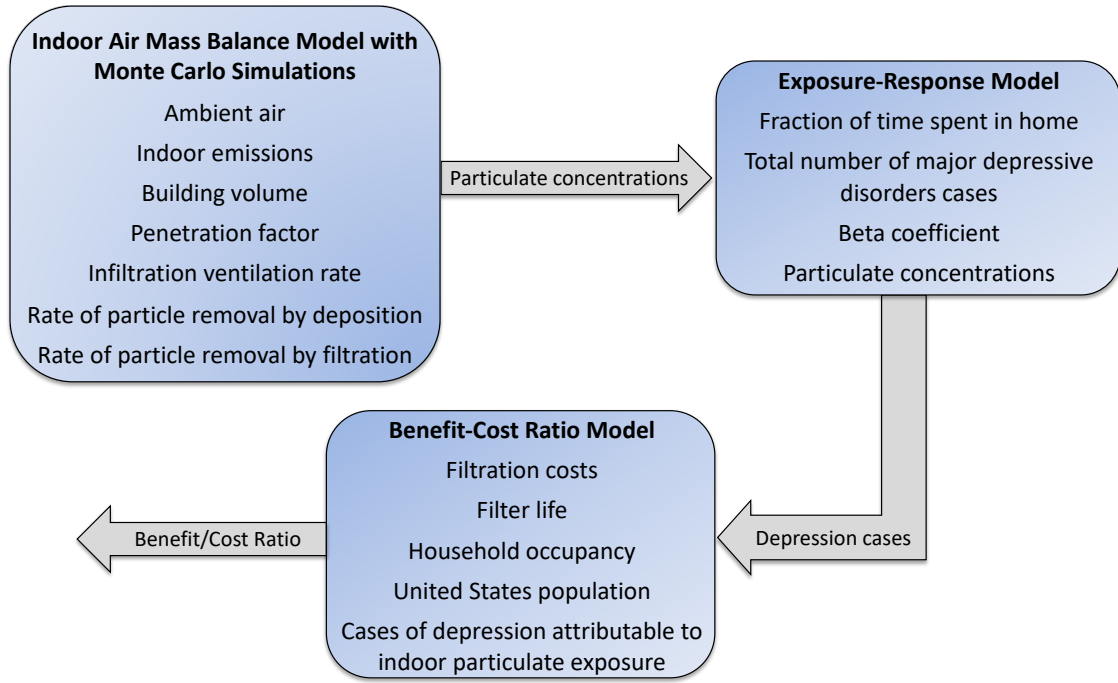 Indoor Air Mass Balance Model with
Monte Carlo Simulations
Ambient air
Indoor emissions
Building volume
Penetration factor
Infiltration ventilation rate
Rate of particle removal by deposition
Rate of particle removal by filtration
Particulate concentrations
Exposure-Response Model
Fraction of time spent in home
Total number of major depressive
disorders cases
Beta coefficient
Particulate concentrations
Depression cases
Benefit-Cost Ratio Model
Filtration costs
Filter life
Household occupancy
United States population
Cases of depression attributable to
indoor particulate exposure
Benefit/Cost Ratio